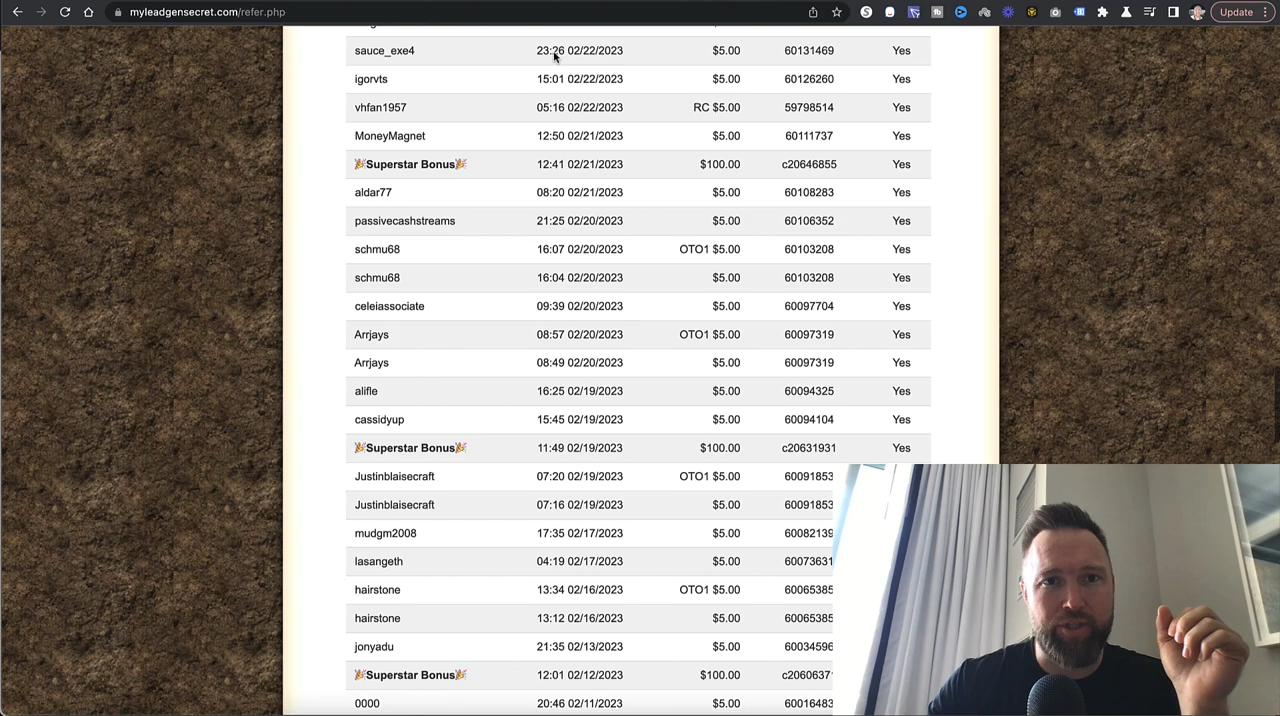 myleadgensecret.com/refer.php
Update
sauce_exe4 23:26 02/22/2023 $5.00 60131469 Yes
igorvts 15:01 02/22/2023 $5.00 60126260 Yes
vhfan1957 05:16 02/22/2023 RC $5.00 59798514 Yes
MoneyMagnet 12:50 02/21/2023 $5.00 60111737 Yes
🎉Superstar Bonus🎉 12:41 02/21/2023 $100.00 c20646855 Yes
aldar77 08:20 02/21/2023 $5.00 60108283 Yes
passivecashstreams 21:25 02/20/2023 $5.00 60106352 Yes
schmu68 16:07 02/20/2023 OTO1 $5.00 60103208 Yes
schmu68 16:04 02/20/2023 $5.00 60103208 Yes
celeiassociate 09:39 02/20/2023 $5.00 60097704 Yes
Arrjays 08:57 02/20/2023 OTO1 $5.00 60097319 Yes
Arrjays 08:49 02/20/2023 $5.00 60097319 Yes
alifle 16:25 02/19/2023 $5.00 60094325 Yes
cassidyup 15:45 02/19/2023 $5.00 60094104 Yes
🎉Superstar Bonus🎉 11:49 02/19/2023 $100.00 c20631931 Yes
Justinblaisecraft 07:20 02/19/2023 OTO1 $5.00 60091853
Justinblaisecraft 07:16 02/19/2023 $5.00 60091853
mudgm2008 17:35 02/17/2023 $5.00 60082139
lasangeth 04:19 02/17/2023 $5.00 60073631
hairstone 13:34 02/16/2023 OTO1 $5.00 60065385
hairstone 13:12 02/16/2023 $5.00 60065385
jonyadu 21:35 02/13/2023 $5.00 60034596
🎉Superstar Bonus🎉 12:01 02/12/2023 $100.00 c2060637
0000 20:46 02/11/2023 $5.00 60016483